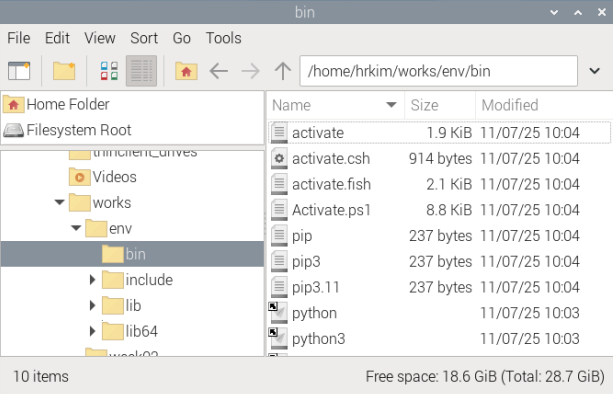 bin
File Edit View Sort Go Tools
/home/hrkim/works/env/bin
Home Folder
Filesystem Root
thinclient_drives
Videos
works
env
bin
include
lib
lib64
Name Size Modified
activate 1.9 KiB 11/07/25 10:04
activate.csh 914 bytes 11/07/25 10:04
activate.fish 2.1 KiB 11/07/25 10:04
Activate.ps1 8.8 KiB 11/07/25 10:04
pip 237 bytes 11/07/25 10:04
pip3 237 bytes 11/07/25 10:04
pip3.11 237 bytes 11/07/25 10:04
python 11/07/25 10:03
python3 11/07/25 10:03
10 items
Free space: 18.6 GiB (Total: 28.7 GiB)